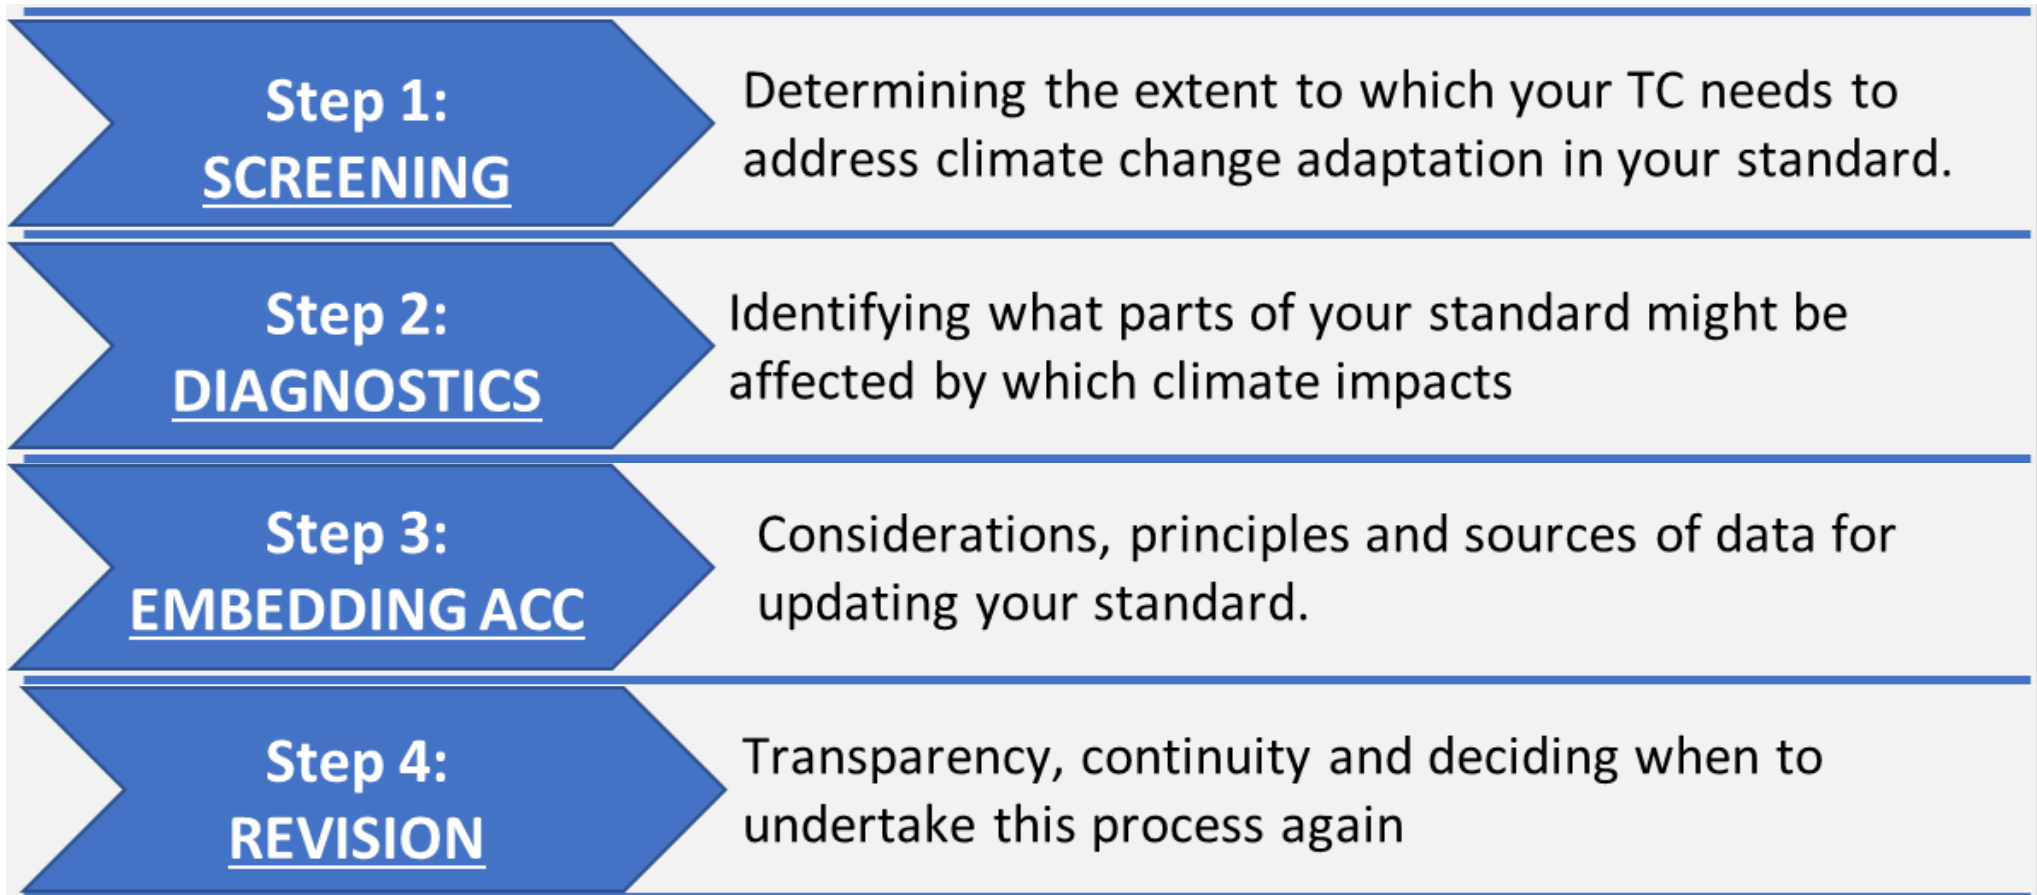 Step 1:
SCREENING
Determining the extent to which your TC needs to
address climate change adaptation in your standard.
Step 2:
DIAGNOSTICS
Identifying what parts of your standard might be
affected by which climate impacts
Step 3:
EMBEDDING ACC
Considerations, principles and sources of data for
updating your standard.
Step 4:
REVISION
Transparency, continuity and deciding when to
undertake this process again